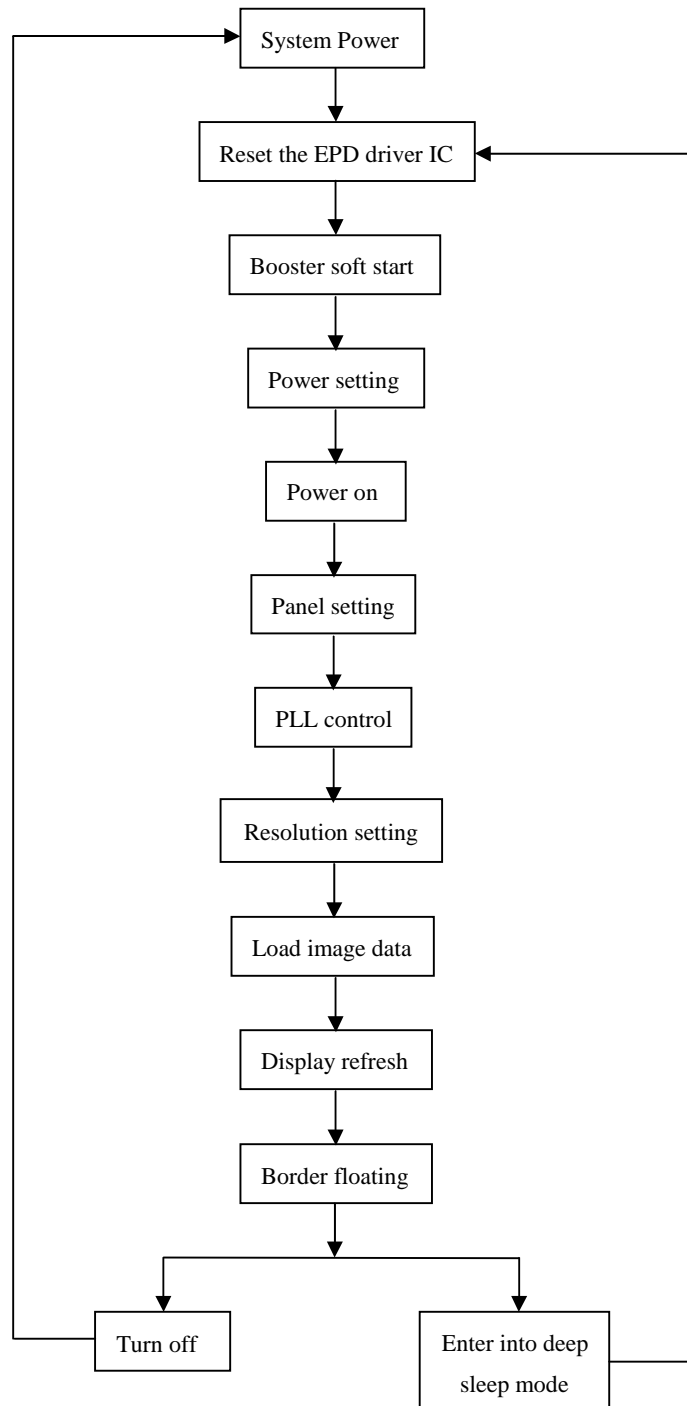 System Power
Reset the EPD driver IC
Booster soft start
Power setting
Power on
Panel setting
PLL control
Resolution setting
Load image data
Display refresh
Border floating
Turn off
Enter into deep
sleep mode